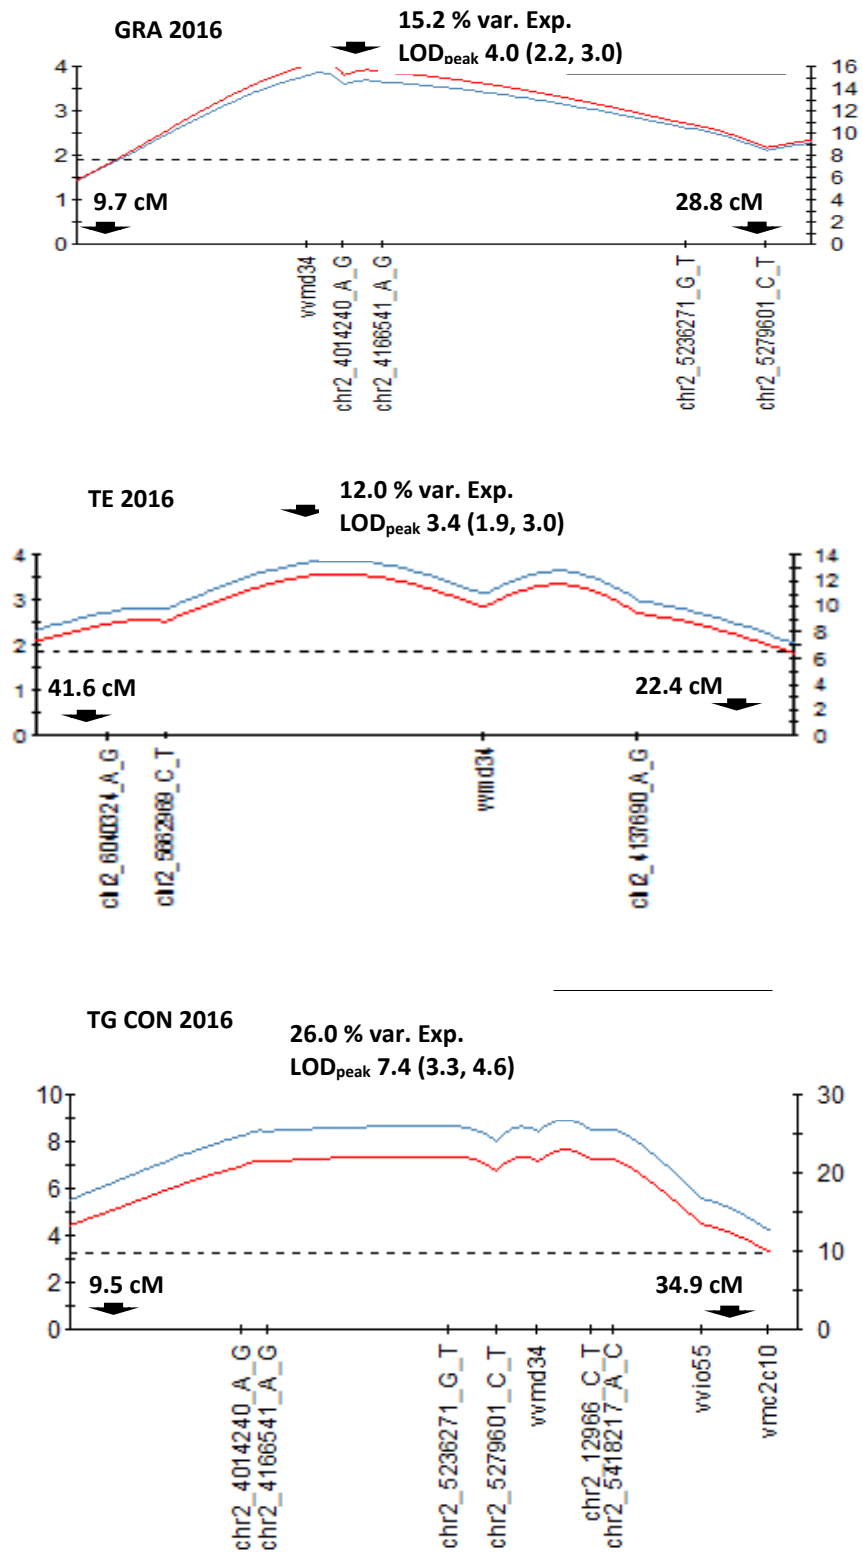 GRA 2016
15.2 % var. Exp.
LODpeak 4.0 (2.2, 3.0)
4
3
2
1
0
16
14
12
10
8
6
4
2
0
9.7 cM
28.8 cM
vvmd34
chr2_4014240_A_G
chr2_4166541_A_G
chr2_5236271_G_T
chr2_5279601_C_T
TE 2016
12.0 % var. Exp.
LODpeak 3.4 (1.9, 3.0)
4
3
2
1
0
14
12
10
8
6
4
2
0
41.6 cM
22.4 cM
chr2_6040324_A_G
vvmd34
chr2_4137690_A_G
TG CON 2016
26.0 % var. Exp.
LODpeak 7.4 (3.3, 4.6)
10
8
6
4
2
0
30
20
10
0
9.5 cM
34.9 cM
chr2_4014240_A_G
chr2_4166541_A_G
chr2_5236271_G_T
chr2_5279601_C_T
vvmd34
chr2_12966_C_T
chr2_5418217_A_C
vvio55
vmc2c10